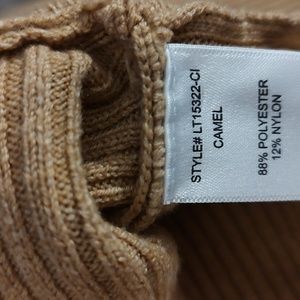 STYLE# LT15322-CI
CAMEL
88% POLYESTER
12% NYLON